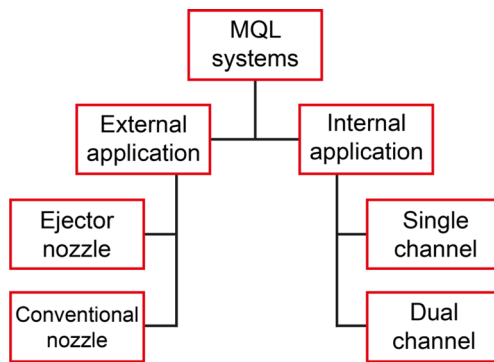 MQL
systems
External
application
Internal
application
Ejector
nozzle
Single
channel
Conventional
nozzle
Dual
channel